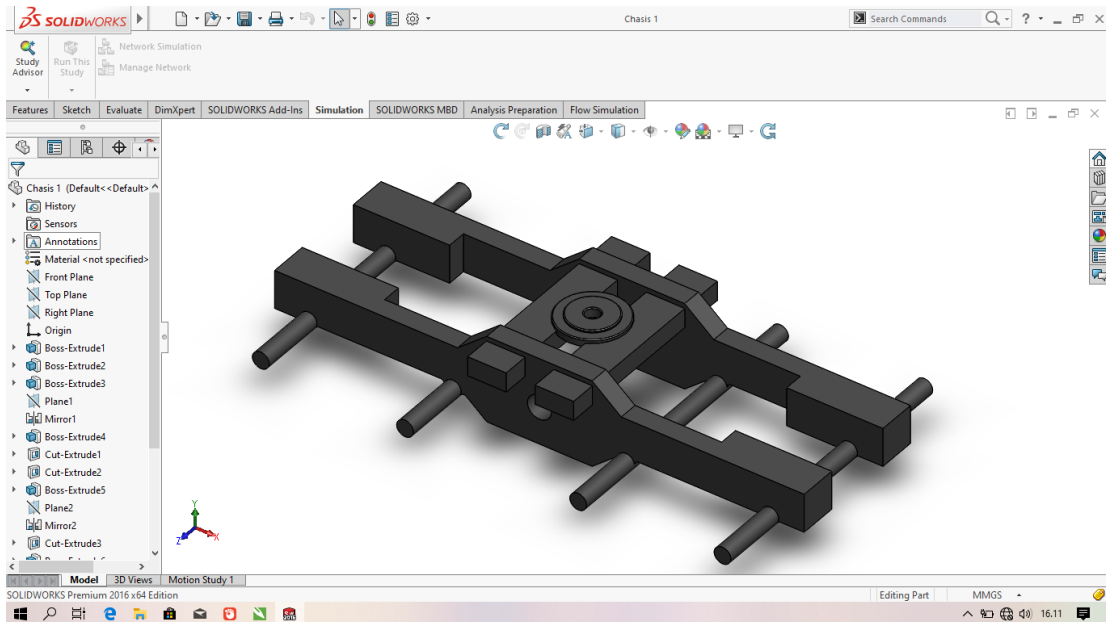 SOLIDWORKS
Chasis 1
Search Commands
?
Study Advisor
Run This Study
Network Simulation
Manage Network
Features
Sketch
Evaluate
DimXpert
SOLIDWORKS Add-Ins
Simulation
SOLIDWORKS MBD
Analysis Preparation
Flow Simulation
Chasis 1 (Default<<Default>
History
Sensors
Annotations
Material <not specified>
Front Plane
Top Plane
Right Plane
Origin
Boss-Extrude1
Boss-Extrude2
Boss-Extrude3
Plane1
Mirror1
Boss-Extrude4
Cut-Extrude1
Cut-Extrude2
Boss-Extrude5
Plane2
Mirror2
Cut-Extrude3
Y
Z
X
Model
3D Views
Motion Study 1
SOLIDWORKS Premium 2016 x64 Edition
Editing Part
MMGS
16.11